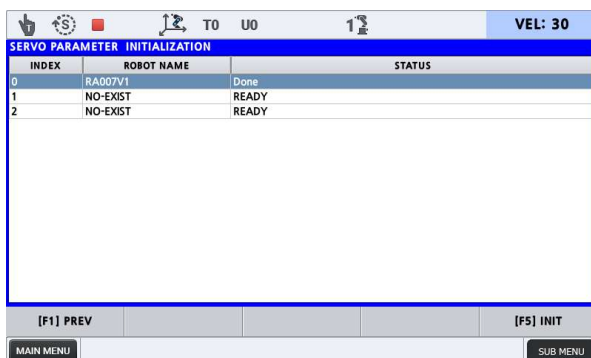 T0 U0 1 VEL: 30
SERVO PARAMETER INITIALIZATION
INDEX ROBOT NAME STATUS
0 RA007V1 Done
1 NO-EXIST READY
2 NO-EXIST READY
[F1] PREV [F5] INIT
MAIN MENU SUB MENU